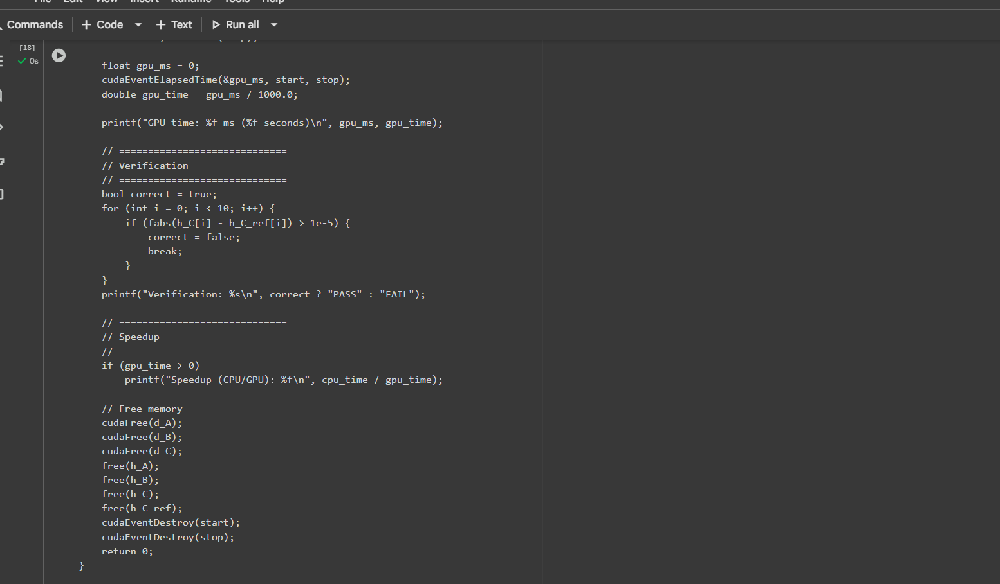 Commands + Code + Text Run all
[18]
0s
float gpu_ms = 0;
cudaEventElapsedTime(&gpu_ms, start, stop);
double gpu_time = gpu_ms / 1000.0;
printf("GPU time: %f ms (%f seconds)\n", gpu_ms, gpu_time);
// =============================
// Verification
// =============================
bool correct = true;
for (int i = 0; i < 10; i++) {
if (fabs(h_C[i] - h_C_ref[i]) > 1e-5) {
correct = false;
break;
}
}
printf("Verification: %s\n", correct ? "PASS" : "FAIL");
// =============================
// Speedup
// =============================
if (gpu_time > 0)
printf("Speedup (CPU/GPU): %f\n", cpu_time / gpu_time);
// Free memory
cudaFree(d_A);
cudaFree(d_B);
cudaFree(d_C);
free(h_A);
free(h_B);
free(h_C);
free(h_C_ref);
cudaEventDestroy(start);
cudaEventDestroy(stop);
return 0;
}